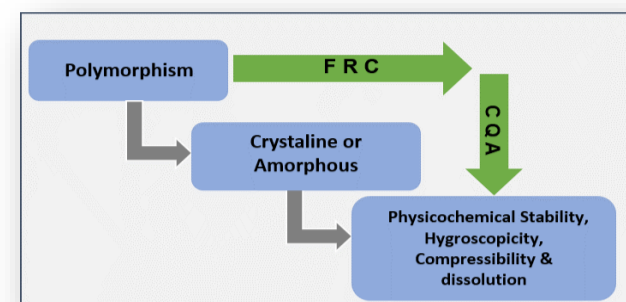 Polymorphism
F R C
C Q A
Crystaline or
Amorphous
Physicochemical Stability,
Hygroscopicity,
Compressibility &
dissolution